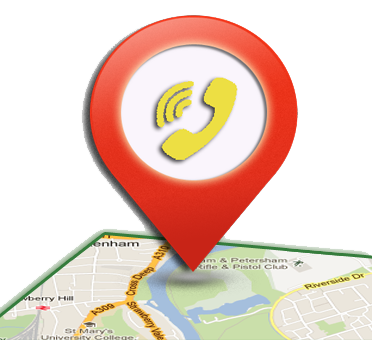 enham
A310
am & Petersham
Rifle & Pistol Club
Cross Deep
Riverside Dr
wberry Hill
A309
Strawberry Vale
St Mary's
University College